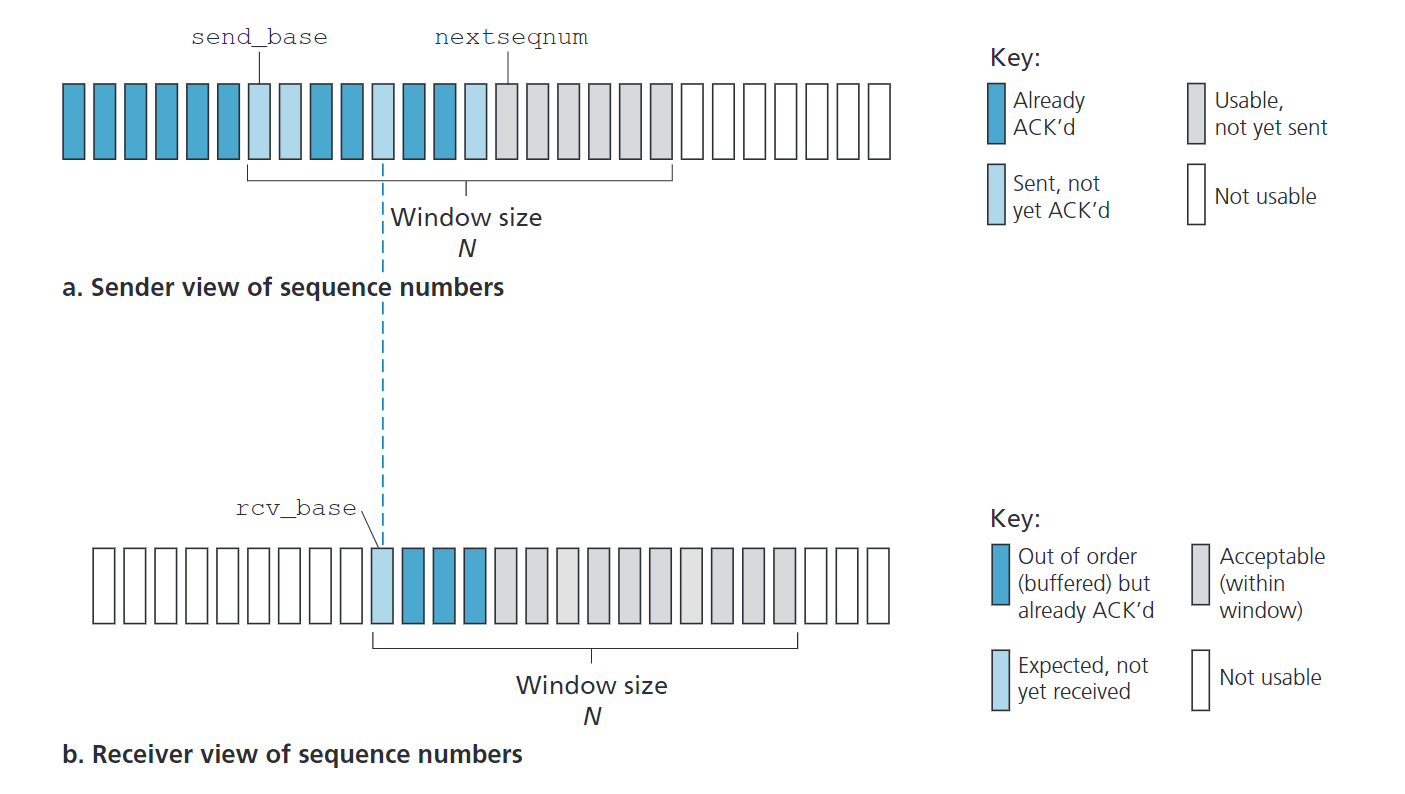 send_base
nextseqnum
Key:
Already
ACK’d
Usable,
not yet sent
Sent, not
yet ACK’d
Not usable
Window size
N
a. Sender view of sequence numbers
rcv_base
Key:
Out of order
(buffered) but
already ACK’d
Acceptable
(within
window)
Expected, not
yet received
Not usable
Window size
N
b. Receiver view of sequence numbers